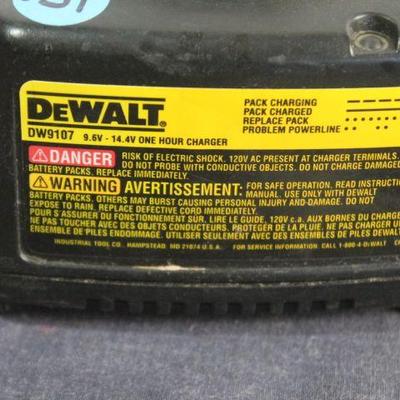 DEWALT
DW9107
9.6V - 14.4V ONE HOUR CHARGER
PACK CHARGING
PACK CHARGED
REPLACE PACK
PROBLEM POWERLINE
DANGER RISK OF ELECTRIC SHOCK. 120V AC PRESENT AT CHARGER TERMINALS.
DO NOT PROBE WITH CONDUCTIVE OBJECTS. DO NOT CHARGE DAMAGED
BATTERY PACKS. REPLACE IMMEDIATELY.
WARNING AVERTISSEMENT: FOR SAFE OPERATION. READ INSTRUCTION
MANUAL. USE ONLY WITH DEWALT
BATTERY PACKS; OTHERS MAY BURST CAUSING PERSONAL INJURY AND DAMAGE. DO NOT
EXPOSE TO RAIN. REPLACE DEFECTIVE CORD IMMEDIATELY.
POUR S'ASSURER DU FONCTIONNEMENT SUR. LIRE LE GUIDE. 120V c.a. AUX BORNES DU CHARG
NE PAS TOUCHER AVEC DES OBJETS CONDUCTEURS. PROTEGER DE LA PLUIE. NE PAS CHARGER UN
ENSEMBLE DE PILES ENDOMMAGE. UTILISER SEULEMENT AVEC DES ENSEMBLES DE PILES DEWALT
INDUSTRIAL TOOL CO., HAMPSTEAD MD 21074 U.S.A. FOR SERVICE INFORMATION CALL 1-800-4-DeWALT